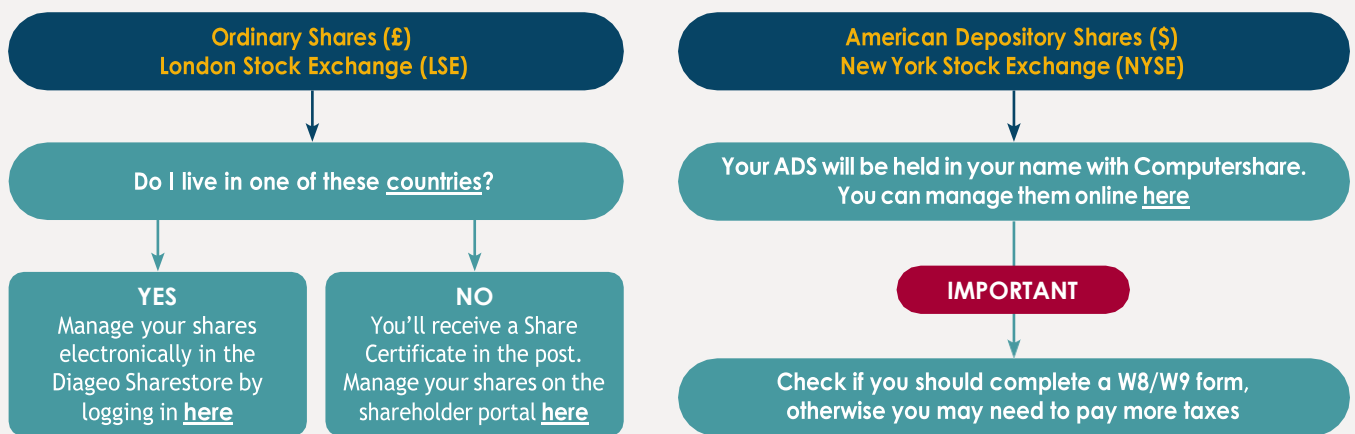 Ordinary Shares (£)
London Stock Exchange (LSE)
Do I live in one of these countries?
YES
Manage your shares
electronically in the
Diageo Sharestore by
logging in here
NO
You’ll receive a Share
Certificate in the post.
Manage your shares on the
shareholder portal here
American Depository Shares ($)
New York Stock Exchange (NYSE)
Your ADS will be held in your name with Computershare.
You can manage them online here
IMPORTANT
Check if you should complete a W8/W9 form,
otherwise you may need to pay more taxes